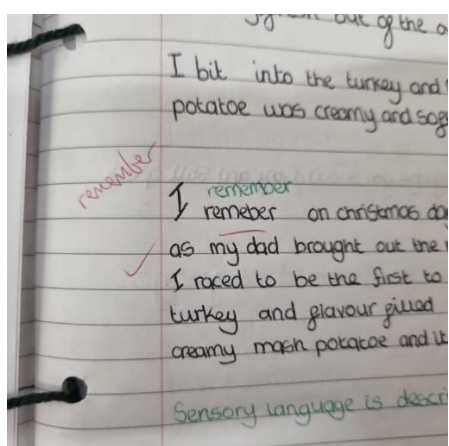 out of the a
I bit into the turkey and
potatoe was creamy and sog
remember
rememember
I remeber on christmas da
as my dad brought out the
I raced to be the first to
turkey and flavour filled
creamy mash potatoe and it
Sensory language is descri